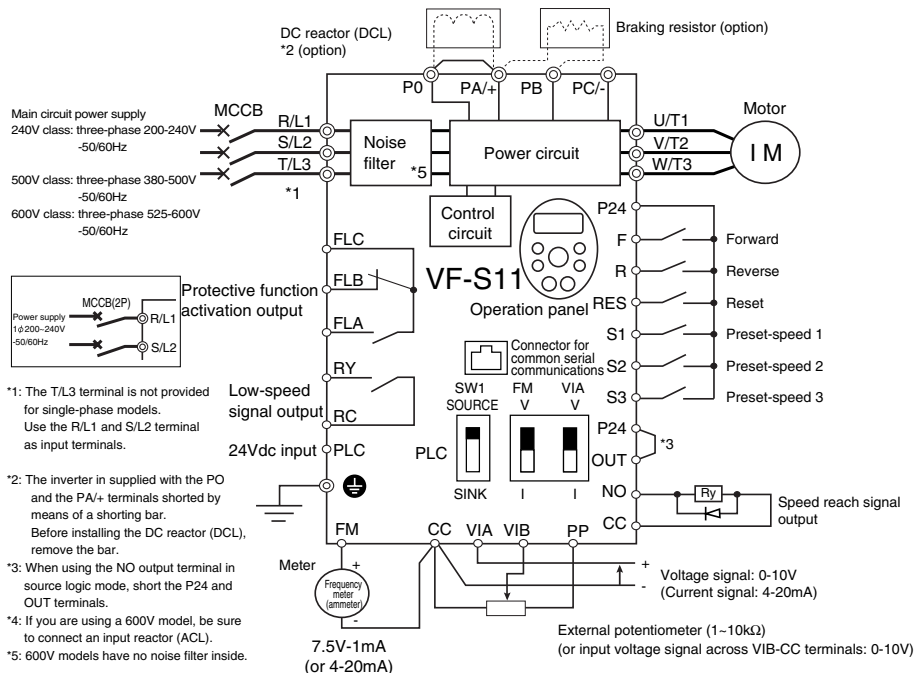 DC reactor (DCL)
*2 (option)
Braking resistor (option)
P0 PA/+ PB PC/-
Main circuit power supply
240V class: three-phase 200-240V
-50/60Hz
500V class: three-phase 380-500V
-50/60Hz
600V class: three-phase 525-600V
-50/60Hz
MCCB
R/L1
S/L2
T/L3
*1
Noise
filter
*5
Power circuit
Control
circuit
U/T1
V/T2
W/T3
Motor
I M
MCCB(2P)
Power supply
1ϕ200~240V
-50/60Hz
R/L1
S/L2
Protective function
activation output
FLC
FLB
FLA
Low-speed
signal output
RY
RC
24Vdc input
PLC
VF-S11
Operation panel
Connector for
common serial
communications
SW1
SOURCE
PLC
SINK
FM
V
I
VIA
V
I
P24
F
Forward
R
Reverse
RES
Reset
S1
Preset-speed 1
S2
Preset-speed 2
S3
Preset-speed 3
P24
*3
OUT
NO
Ry
CC
Speed reach signal
output
FM CC VIA VIB PP
Meter
+
Frequency
meter
(ammeter)
-
7.5V-1mA
(or 4-20mA)
+
-
Voltage signal: 0-10V
(Current signal: 4-20mA)
External potentiometer (1~10kΩ)
(or input voltage signal across VIB-CC terminals: 0-10V)
*1: The T/L3 terminal is not provided
for single-phase models.
Use the R/L1 and S/L2 terminal
as input terminals.
*2: The inverter in supplied with the PO
and the PA/+ terminals shorted by
means of a shorting bar.
Before installing the DC reactor (DCL),
remove the bar.
*3: When using the NO output terminal in
source logic mode, short the P24 and
OUT terminals.
*4: If you are using a 600V model, be sure
to connect an input reactor (ACL).
*5: 600V models have no noise filter inside.